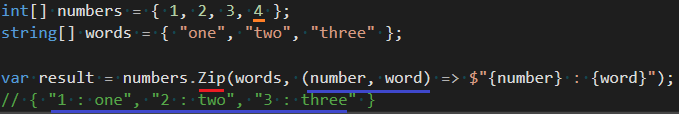 int[] numbers = { 1, 2, 3, 4 };
string[] words = { "one", "two", "three" };
var result = numbers.Zip(words, (number, word) => $"{number} : {word}");
// { "1 : one", "2 : two", "3 : three" }